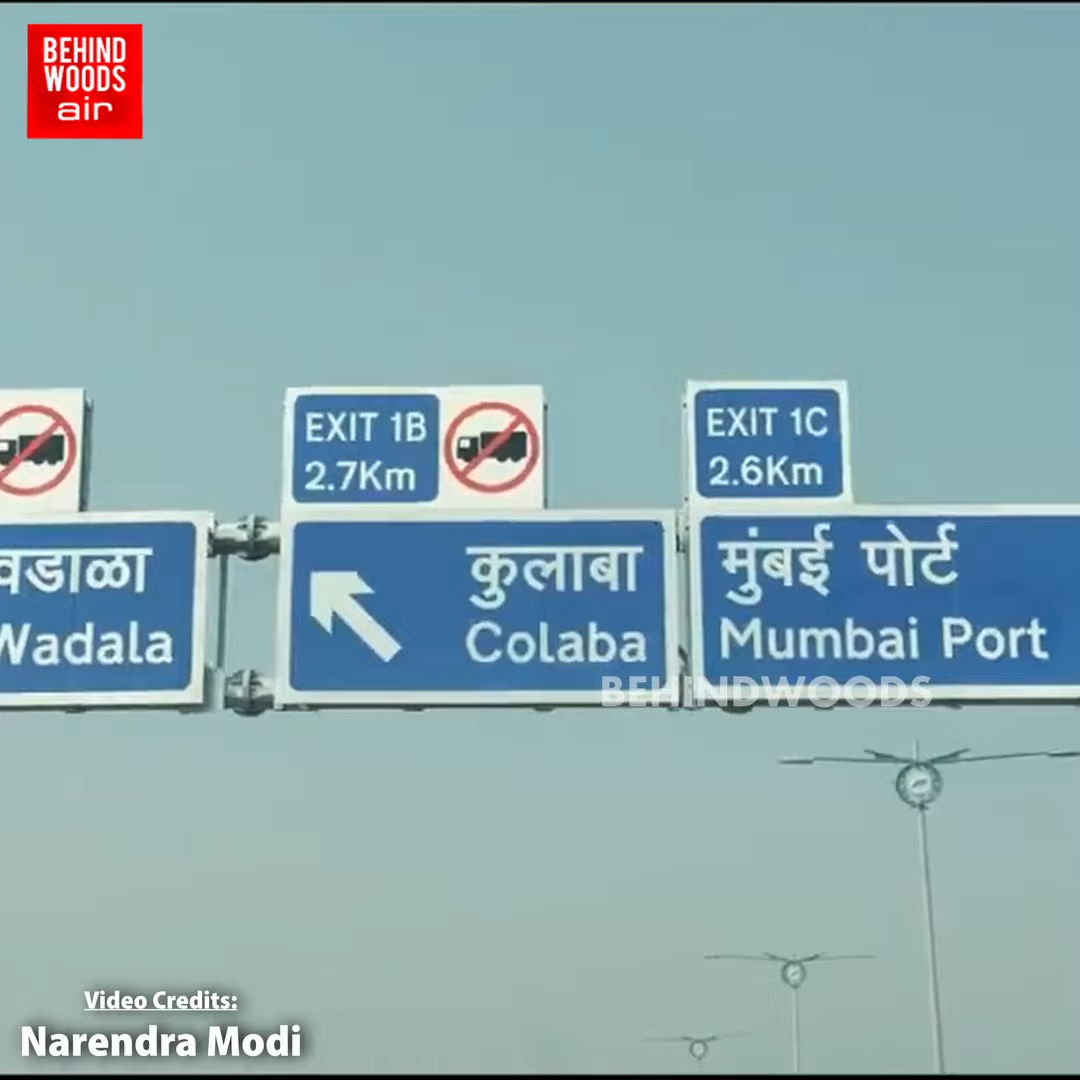 BEHIND
WOODS
air
EXIT 1B
2.7Km
EXIT 1C
2.6Km
वडाळा
Wadala
कुलाबा
Colaba
मुंबई पोर्ट
Mumbai Port
BEHINDWOODS
Video Credits:
Narendra Modi